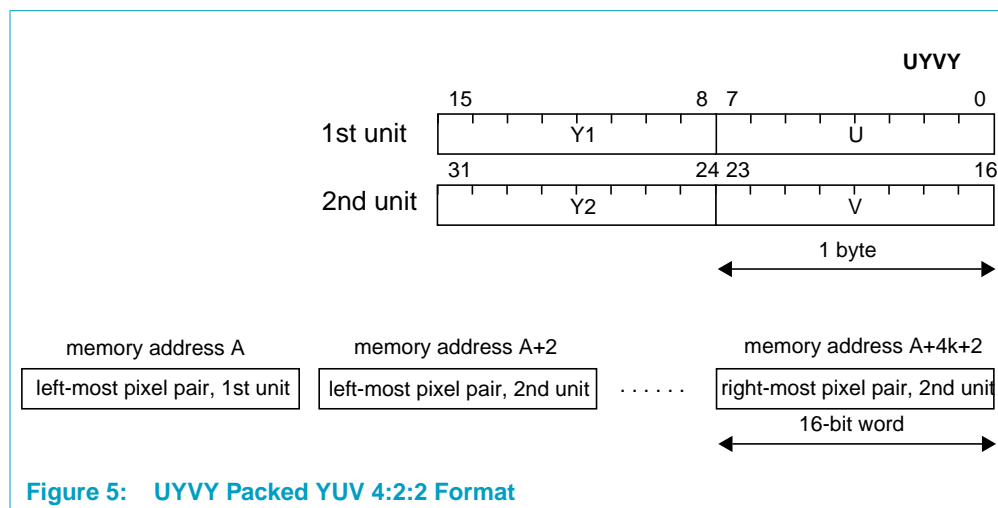 UYVY
15 8 7 0
1st unit Y1 U
31 24 23 16
2nd unit Y2 V
1 byte
memory address A memory address A+2 memory address A+4k+2
left-most pixel pair, 1st unit left-most pixel pair, 2nd unit . . . . . . right-most pixel pair, 2nd unit
16-bit word
Figure 5: UYVY Packed YUV 4:2:2 Format